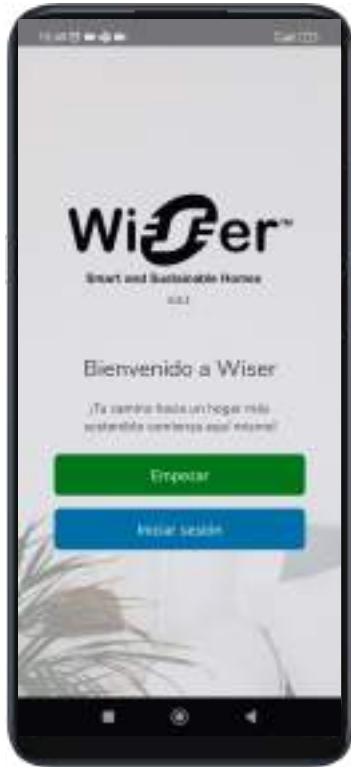 Wiser™
Smart and Sustainable Homes
Bienvenido a Wiser
¡Tu camino hacia un hogar más
sostenible comienza aquí mismo!
Empezar
Iniciar sesión